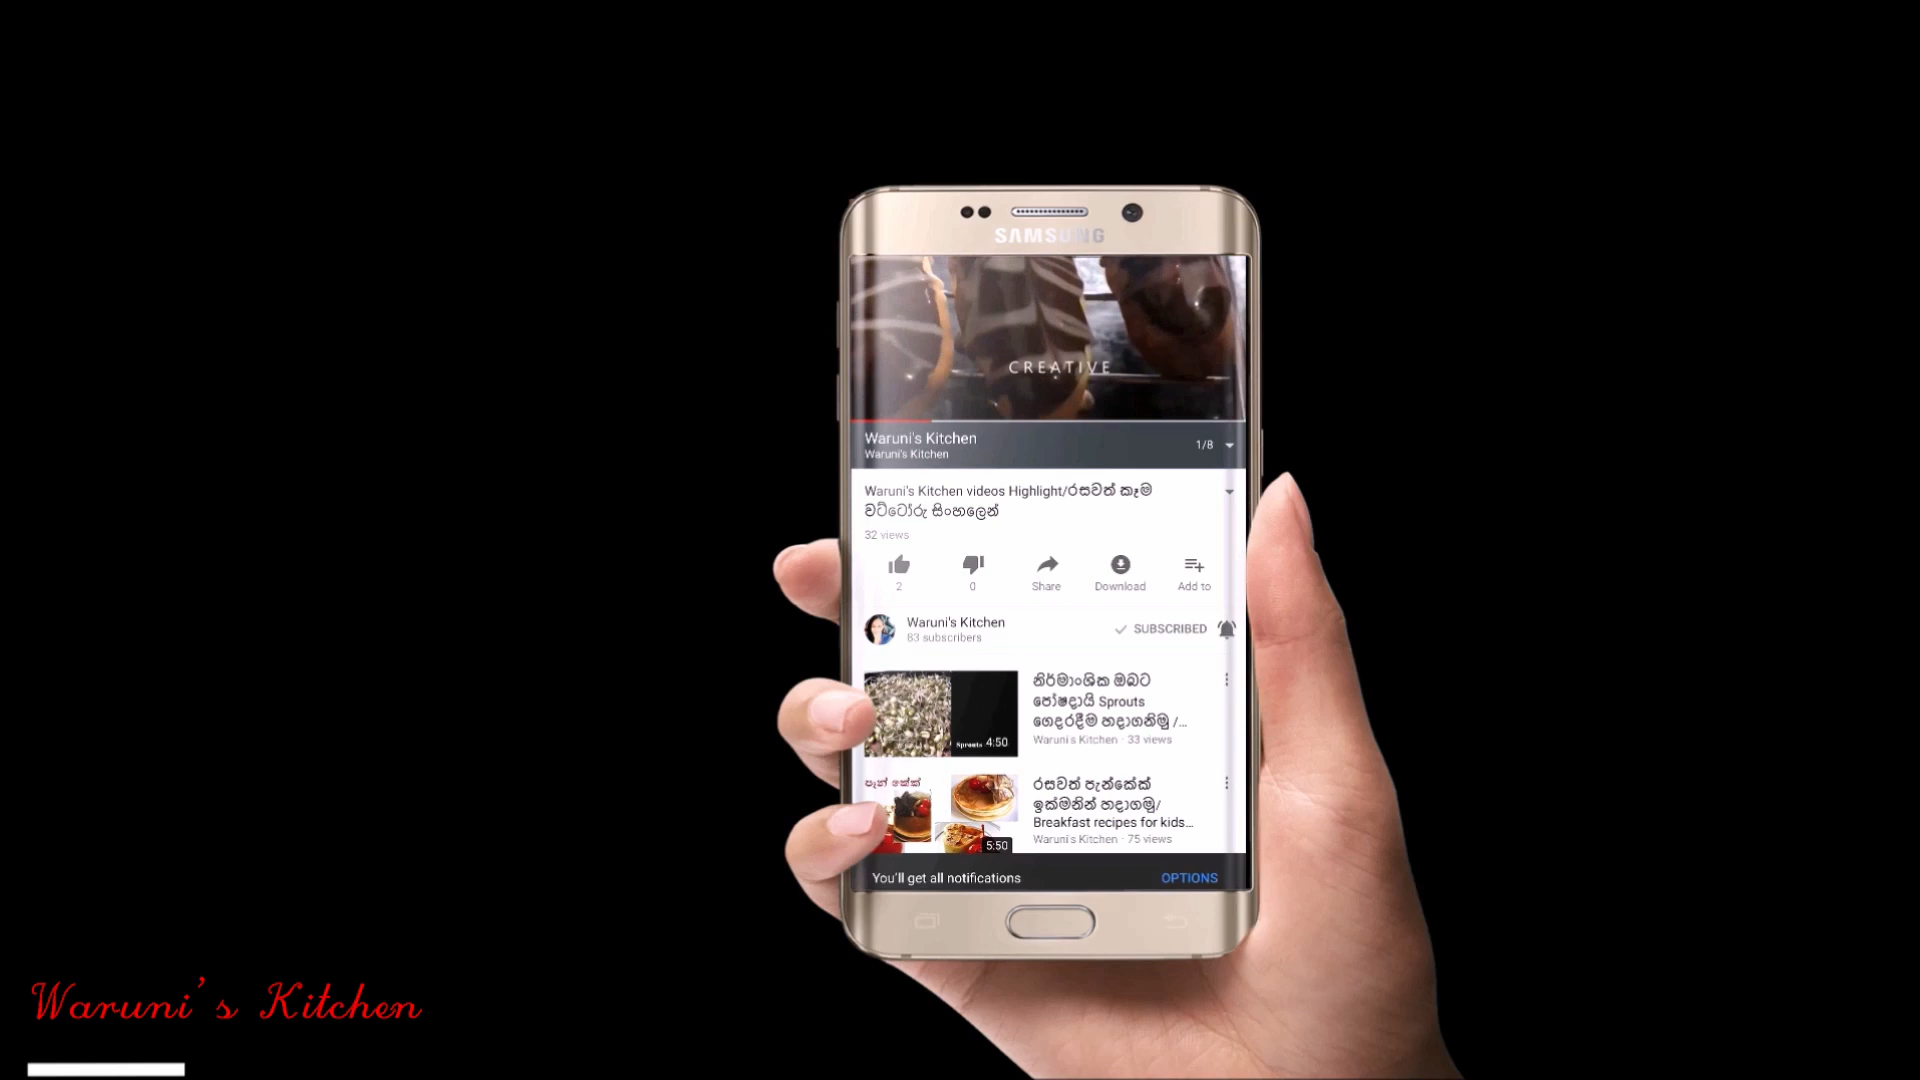 SAMSUNG
CREATIVE
Waruni's Kitchen
Waruni's Kitchen
1/8
Waruni's Kitchen videos Highlight/රසවත් කෑම
වට්ටෝරු සිංහලෙන්
32 views
2
0
Share
Download
Add to
Waruni's Kitchen
83 subscribers
SUBSCRIBED
Sprouts 4:50
නිර්මාංශික ඔබට
පෝෂදායි Sprouts
ගෙදරදීම හදාගනිමු /...
Waruni's Kitchen · 33 views
පෑන් කේක්
5:50
රසවත් පැන්කේක්
ඉක්මනින් හදාගමු/
Breakfast recipes for kids...
Waruni's Kitchen · 75 views
You'll get all notifications
OPTIONS
Waruni's Kitchen